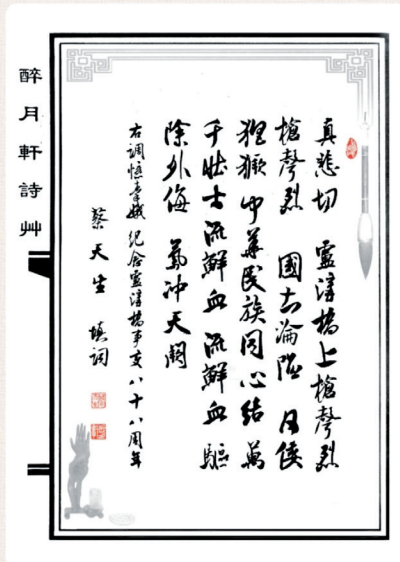 真悲切 盧溝橋上槍聲烈
槍聲烈 國土淪陷 日倭
猖獗 中華民族同心結 萬
千壯士流鮮血 流鮮血 驅
除外侮 氣冲天闕
右調憶秦娥 紀念盧溝橋事变八十八周年
蔡天生 填词
醉月軒詩艸